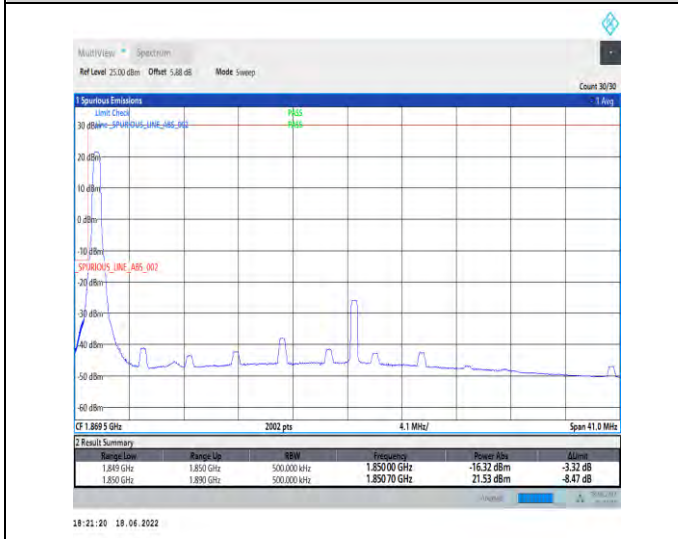 MultiView Spectrum
Ref Level 25.00 dBm Offset 5.88 dB Mode Sweep
Count 30/30
1 Spurious Emissions 1 Avg
Limit Check PASS
30 dBm Line _SPURIOUS_LINE_ABS_002 PASS
20 dBm
10 dBm
0 dBm
-10 dBm
_SPURIOUS_LINE_ABS_002
-20 dBm
-30 dBm
-40 dBm
-50 dBm
-60 dBm
CF 1.869 5 GHz 2002 pts 4.1 MHz/ Span 41.0 MHz
2 Result Summary
Range Low Range Up RBW Frequency Power Abs ΔLimit
1.849 GHz 1.850 GHz 500.000 kHz 1.850 00 GHz -16.32 dBm -3.32 dB
1.850 GHz 1.890 GHz 500.000 kHz 1.850 70 GHz 21.53 dBm -8.47 dB
18:21:20 18.06.2022